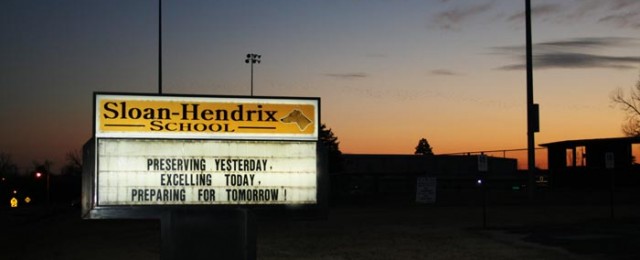 Sloan-Hendrix
SCHOOL
PRESERVING YESTERDAY,
EXCELLING TODAY,
PREPARING FOR TOMORROW!